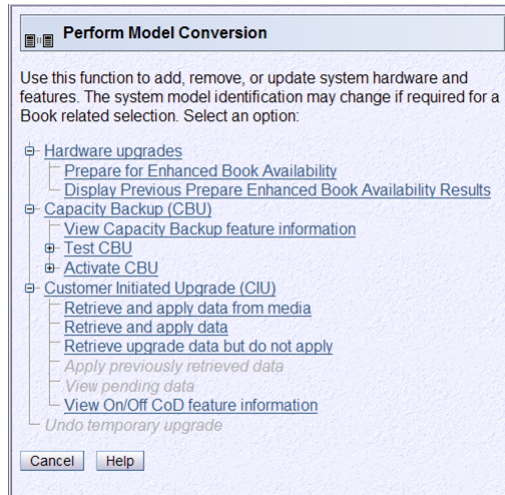 Perform Model Conversion
Use this function to add, remove, or update system hardware and
features. The system model identification may change if required for a
Book related selection. Select an option:
Hardware upgrades
Prepare for Enhanced Book Availability
Display Previous Prepare Enhanced Book Availability Results
Capacity Backup (CBU)
View Capacity Backup feature information
Test CBU
Activate CBU
Customer Initiated Upgrade (CIU)
Retrieve and apply data from media
Retrieve and apply data
Retrieve upgrade data but do not apply
Apply previously retrieved data
View pending data
View On/Off CoD feature information
Undo temporary upgrade
Cancel Help